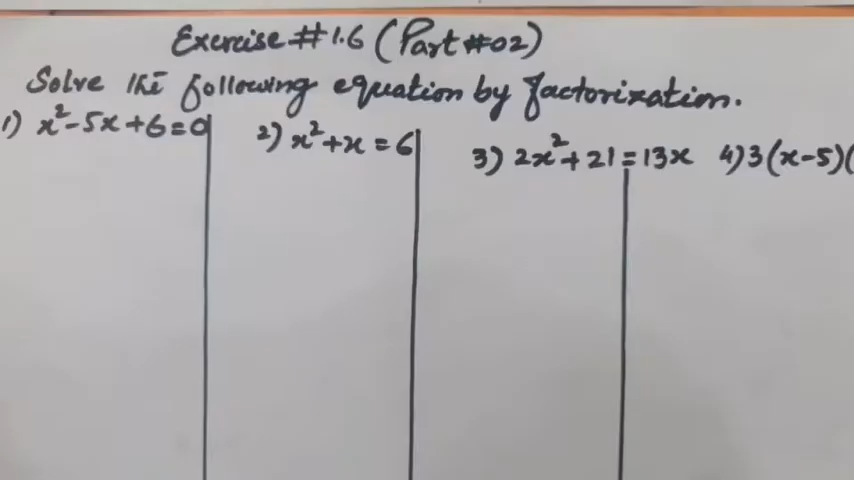 Exercise #1.6 (Part #02)
Solve the following equation by factorization.
1) x²-5x+6=0
2) x²+x=6
3) 2x²+21=13x
4) 3(x-5)(